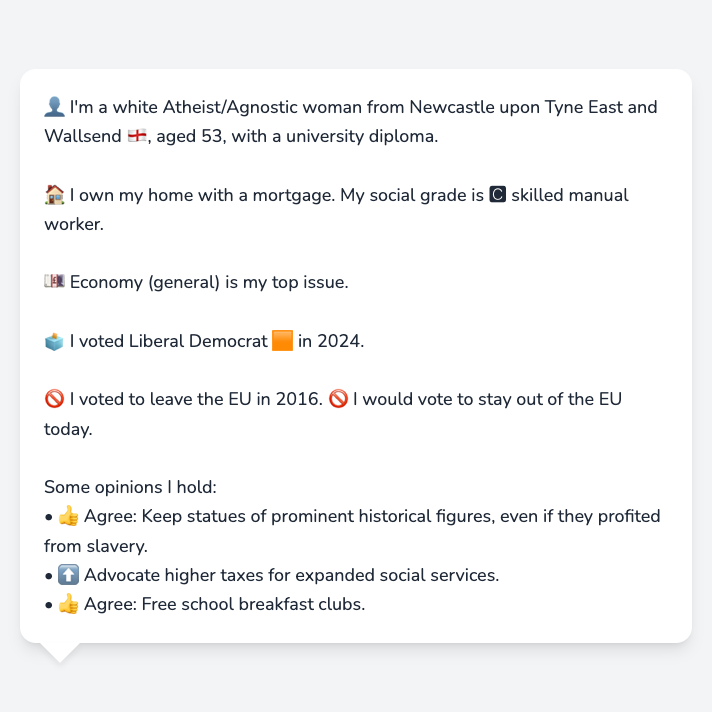 👤 I'm a white Atheist/Agnostic woman from Newcastle upon Tyne East and
Wallsend 🏴󠁧󠁢󠁥󠁮󠁧󠁿, aged 53, with a university diploma.
🏠 I own my home with a mortgage. My social grade is 🅲 skilled manual
worker.
💷 Economy (general) is my top issue.
🗳️ I voted Liberal Democrat 🟧 in 2024.
🚫 I voted to leave the EU in 2016. 🚫 I would vote to stay out of the EU
today.
Some opinions I hold:
• 👍 Agree: Keep statues of prominent historical figures, even if they profited
from slavery.
• ⬆️ Advocate higher taxes for expanded social services.
• 👍 Agree: Free school breakfast clubs.